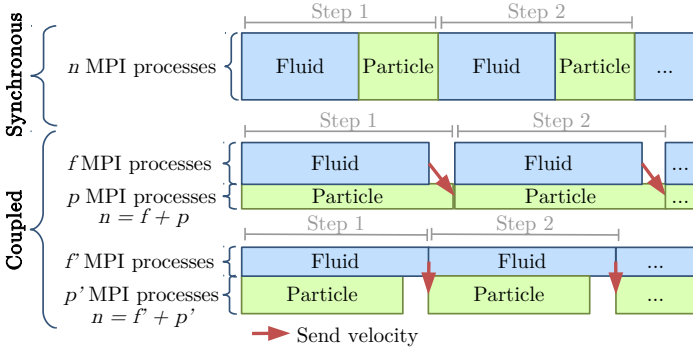 Synchronous
Step 1 Step 2
n MPI processes Fluid Particle Fluid Particle ...
Coupled
Step 1 Step 2
f MPI processes Fluid Fluid ...
p MPI processes Particle Particle ...
n = f + p
Step 1 Step 2
f' MPI processes Fluid Fluid ...
p' MPI processes Particle Particle ...
n = f' + p'
Send velocity